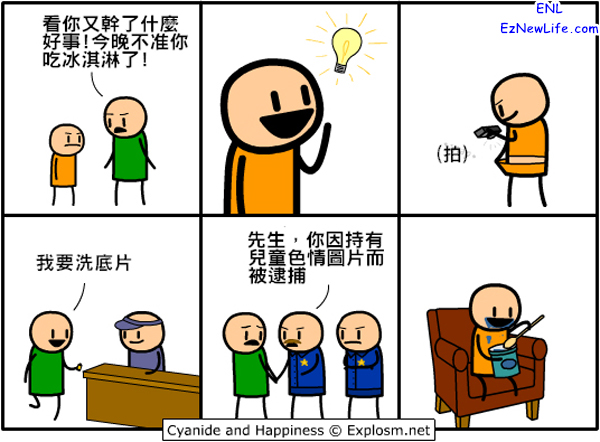 看你又幹了什麼
好事!今晚不准你
吃冰淇淋了!
ENL
EzNewLife.com
(拍)
我要洗底片
先生，你因持有
兒童色情圖片而
被逮捕
Cyanide and Happiness © Explosm.net